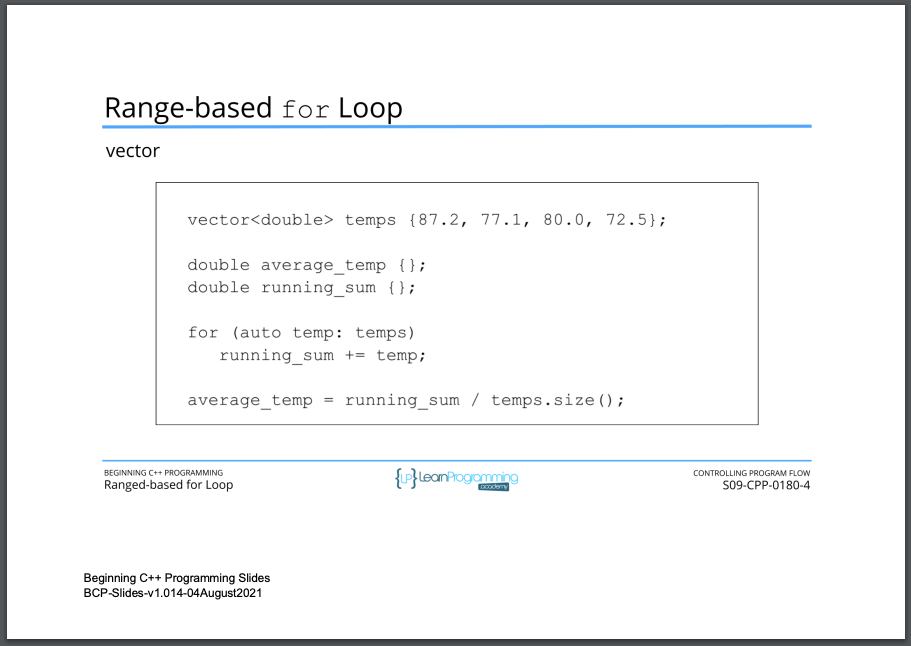 Range-based for Loop
vector
vector<double> temps {87.2, 77.1, 80.0, 72.5};
double average_temp {};
double running_sum {};
for (auto temp: temps)
running_sum += temp;
average_temp = running_sum / temps.size();
BEGINNING C++ PROGRAMMING
Ranged-based for Loop
{LP} LearnProgramming
academy
CONTROLLING PROGRAM FLOW
S09-CPP-0180-4
Beginning C++ Programming Slides
BCP-Slides-v1.014-04August2021